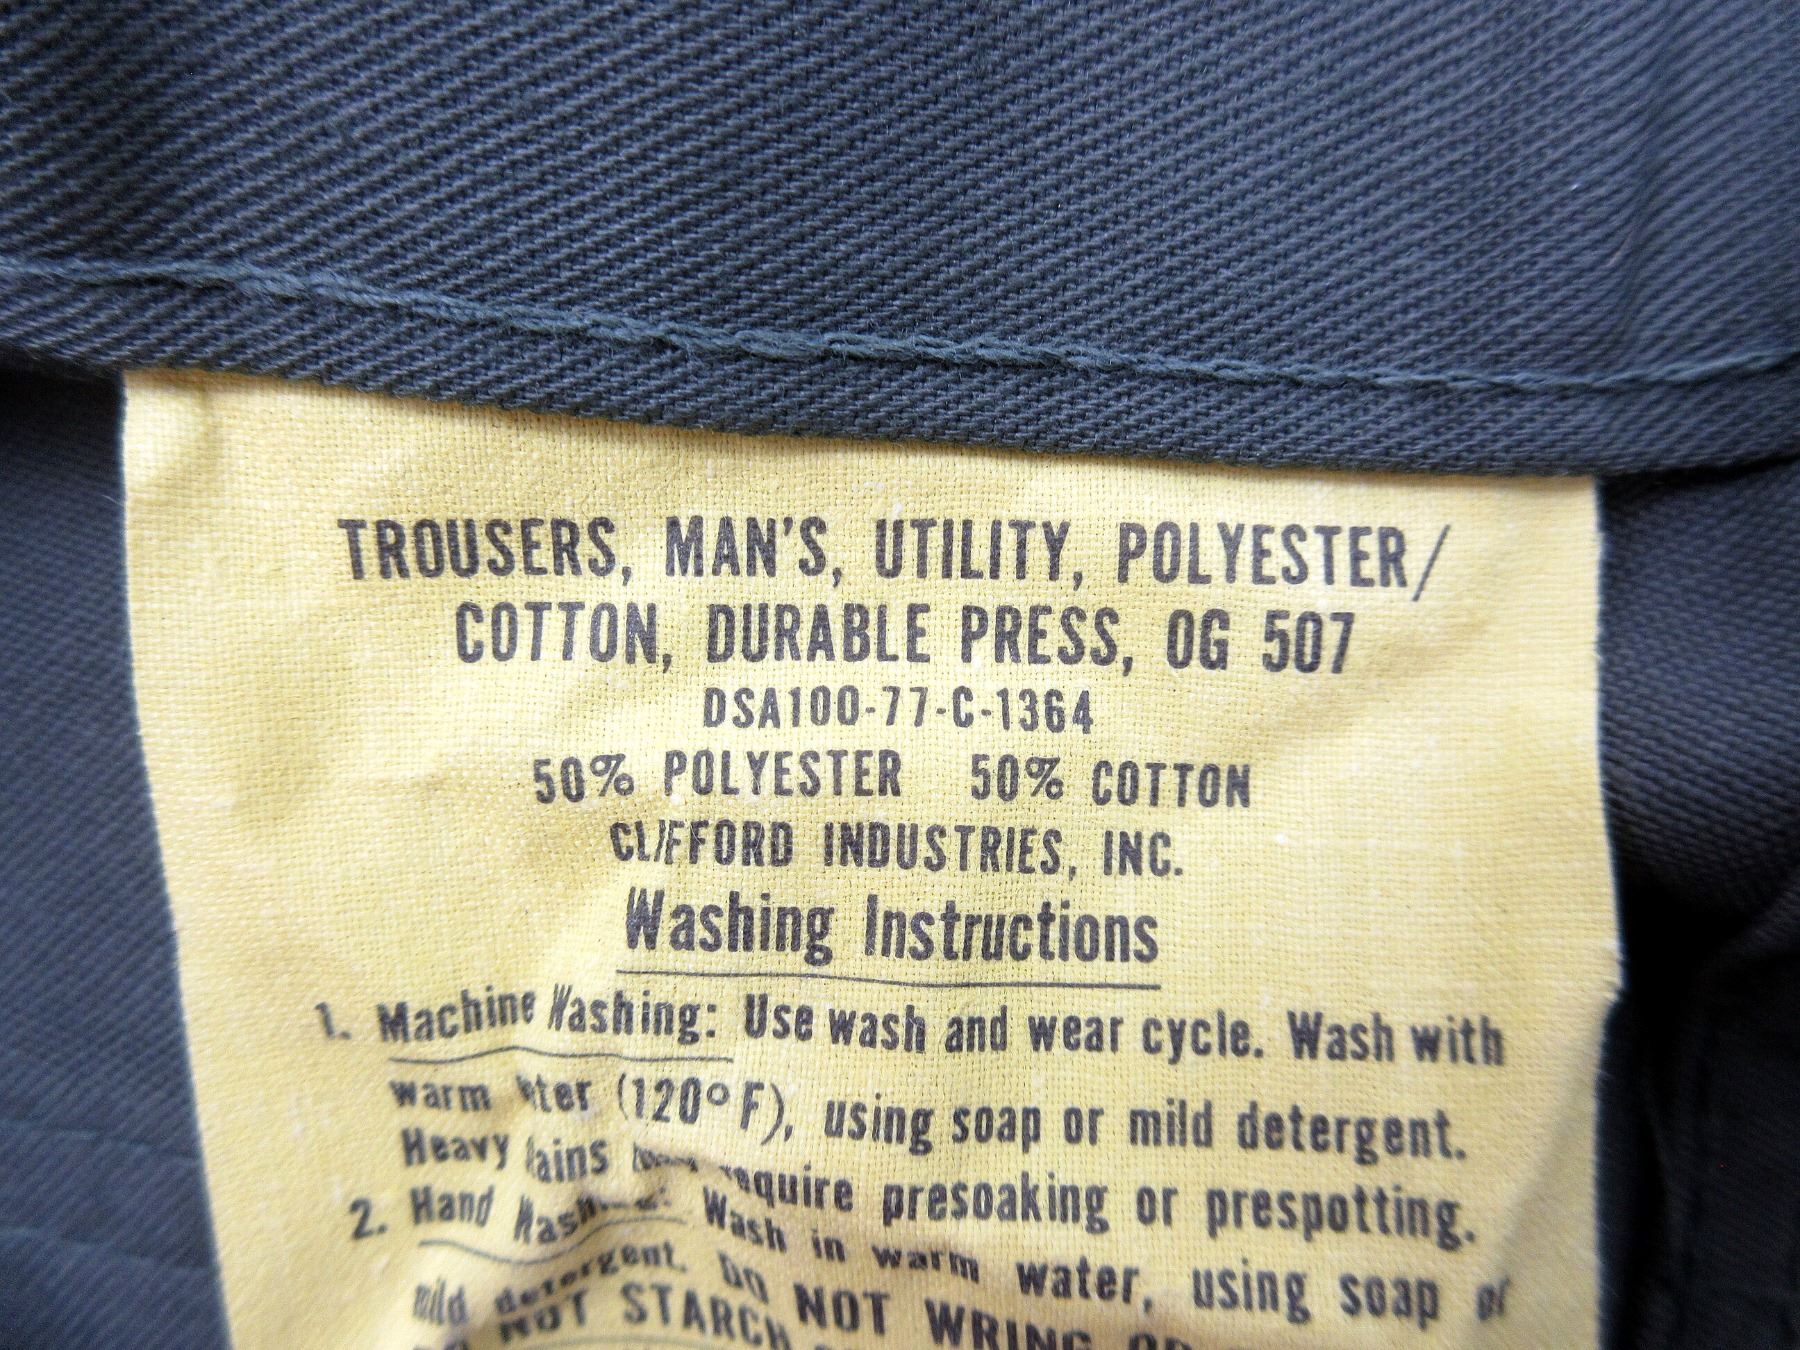 TROUSERS, MAN'S, UTILITY, POLYESTER/
COTTON, DURABLE PRESS, OG 507
DSA100-77-C-1364
50% POLYESTER 50% COTTON
CLIFFORD INDUSTRIES, INC.
Washing Instructions
1. Machine Washing: Use wash and wear cycle. Wash with
warm (120°F), using soap or mild detergent.
Heavy require presoaking or prespotting.
2. Hand Washing: Wash in warm water, using soap or
mild detergent. DO NOT WRING OR
NOT STARCH